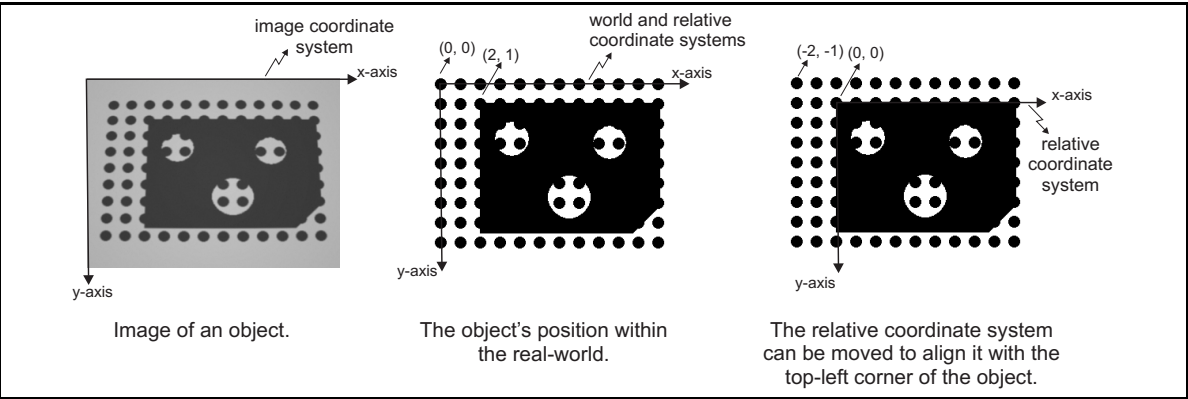 image coordinate
system
x-axis
y-axis
Image of an object.
world and relative
coordinate systems
(0, 0)
(2, 1)
x-axis
y-axis
The object's position within
the real-world.
(-2, -1)
(0, 0)
x-axis
relative
coordinate
system
y-axis
The relative coordinate system
can be moved to align it with the
top-left corner of the object.